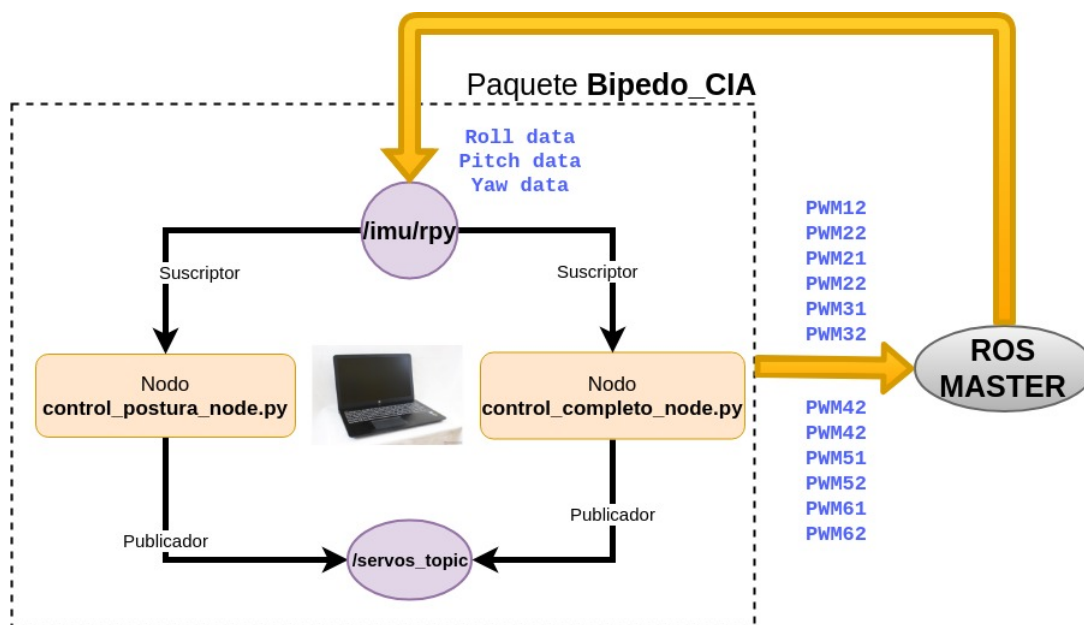 Paquete Bipedo_CIA
Roll data
Pitch data
Yaw data
/imu/rpy
Suscriptor
Suscriptor
Nodo
control_postura_node.py
Nodo
control_completo_node.py
Publicador
Publicador
/servos_topic
PWM12
PWM22
PWM21
PWM22
PWM31
PWM32
PWM42
PWM42
PWM51
PWM52
PWM61
PWM62
ROS
MASTER